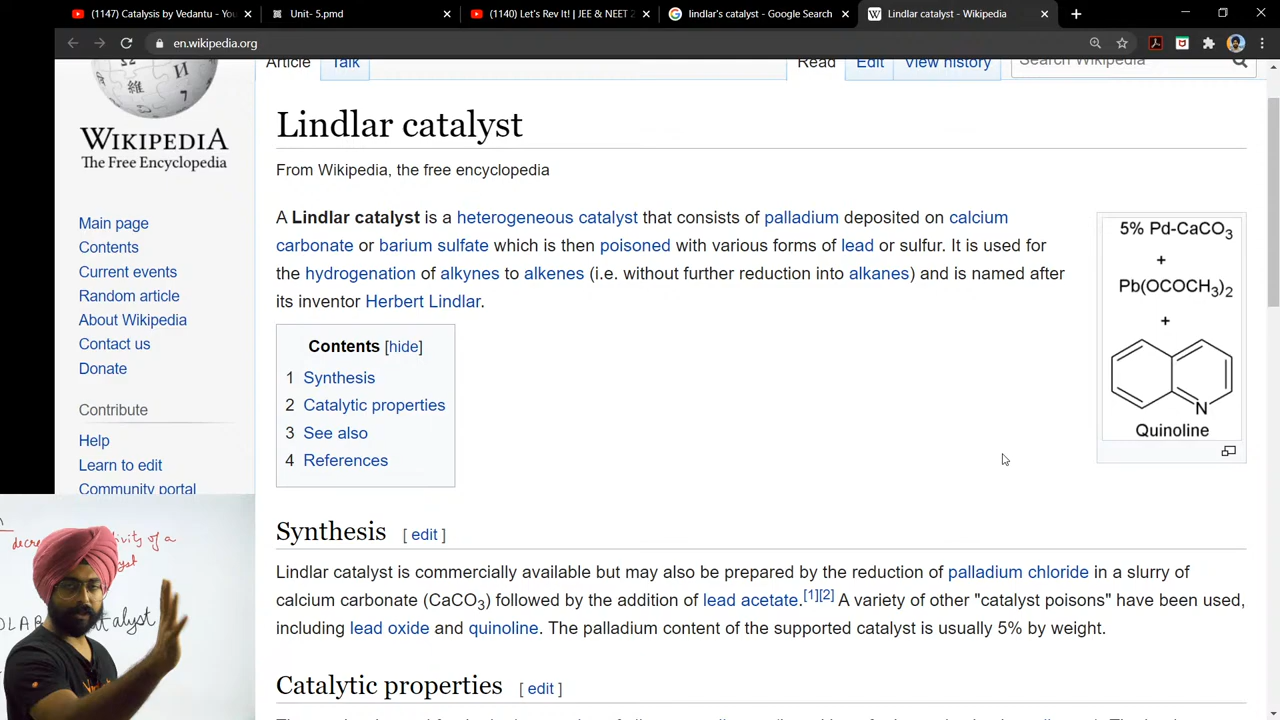 (1147) Catalysis by Vedantu - You
Unit- 5.pmd
(1140) Let's Rev It! | JEE & NEET 2
lindlar's catalyst - Google Search
Lindlar catalyst - Wikipedia
en.wikipedia.org
Article Talk Read Edit View history Search Wikipedia
WIKIPEDIA
The Free Encyclopedia
Main page
Contents
Current events
Random article
About Wikipedia
Contact us
Donate
Contribute
Help
Learn to edit
Community portal
Lindlar catalyst
From Wikipedia, the free encyclopedia
A Lindlar catalyst is a heterogeneous catalyst that consists of palladium deposited on calcium
carbonate or barium sulfate which is then poisoned with various forms of lead or sulfur. It is used for
the hydrogenation of alkynes to alkenes (i.e. without further reduction into alkanes) and is named after
its inventor Herbert Lindlar.
5% Pd-CaCO₃
+
Pb(OCOCH₃)₂
+
N
Quinoline
Contents [hide]
1 Synthesis
2 Catalytic properties
3 See also
4 References
Synthesis [ edit ]
Lindlar catalyst is commercially available but may also be prepared by the reduction of palladium chloride in a slurry of
calcium carbonate (CaCO₃) followed by the addition of lead acetate.[1][2] A variety of other "catalyst poisons" have been used,
including lead oxide and quinoline. The palladium content of the supported catalyst is usually 5% by weight.
Catalytic properties [ edit ]
of a